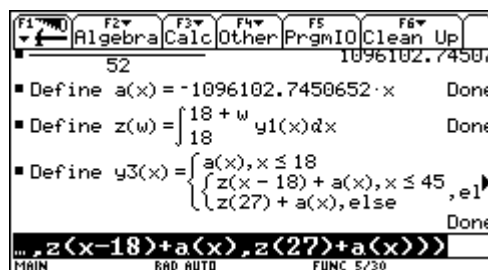 F1 F2 F3 F4 F5 F6
Algebra Calc Other PrgmIO Clean Up
52 1096102.7450
Define a(x)=-1096102.7450652·x Done
Define z(w)=∫ 18+w 18 y1(x)dx Done
Define y3(x)={a(x),x≤18
{z(x-18)+a(x),x≤45
z(27)+a(x),else ,el
Done
…,z(x-18)+a(x),z(27)+a(x)))
MAIN RAD AUTO FUNC 5/30